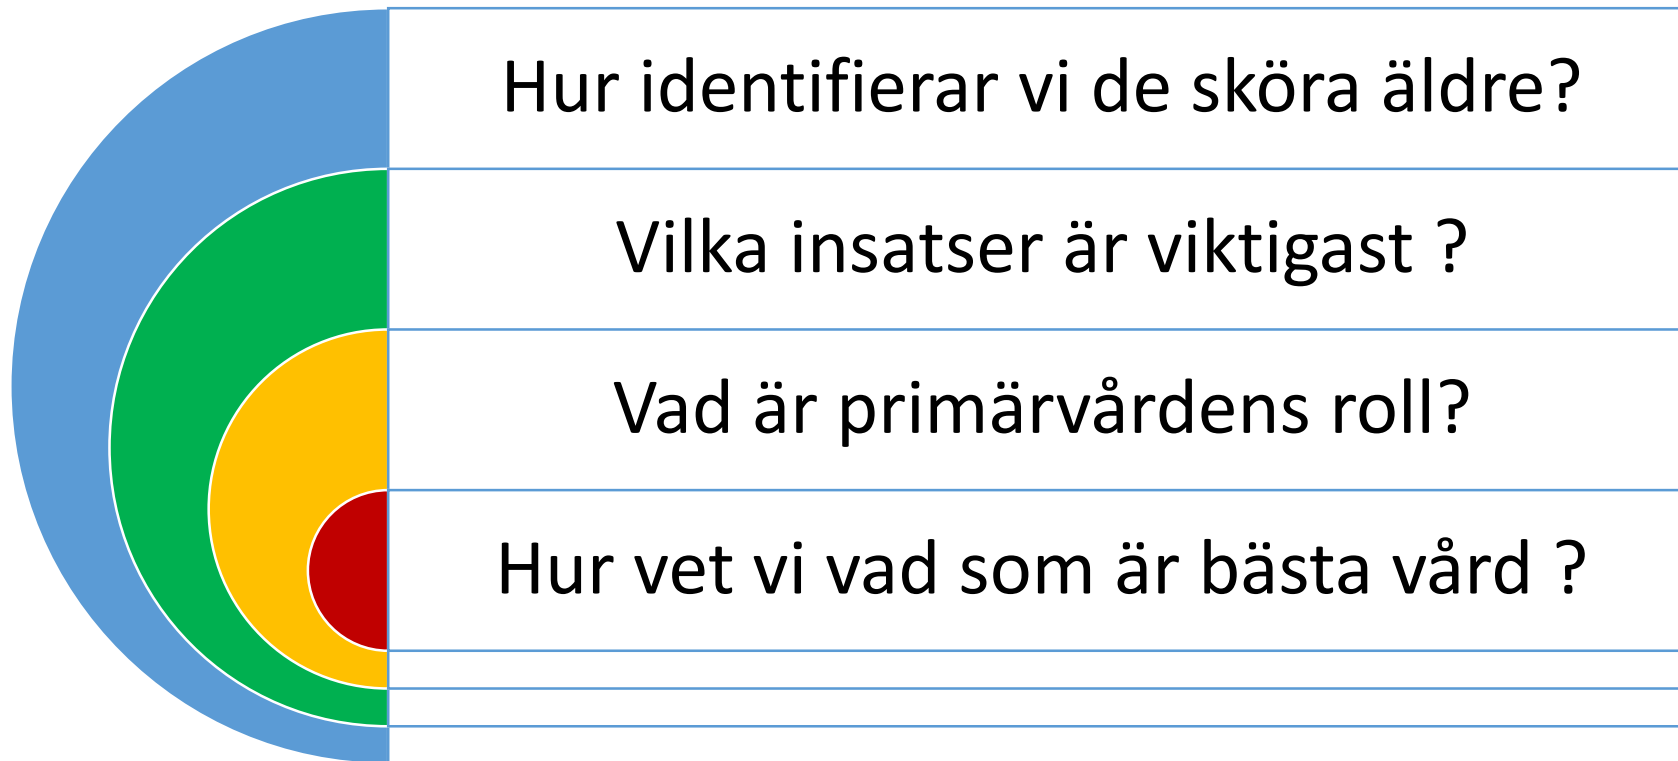 Hur identifierar vi de sköra äldre?
Vilka insatser är viktigast ?
Vad är primärvårdens roll?
Hur vet vi vad som är bästa vård ?